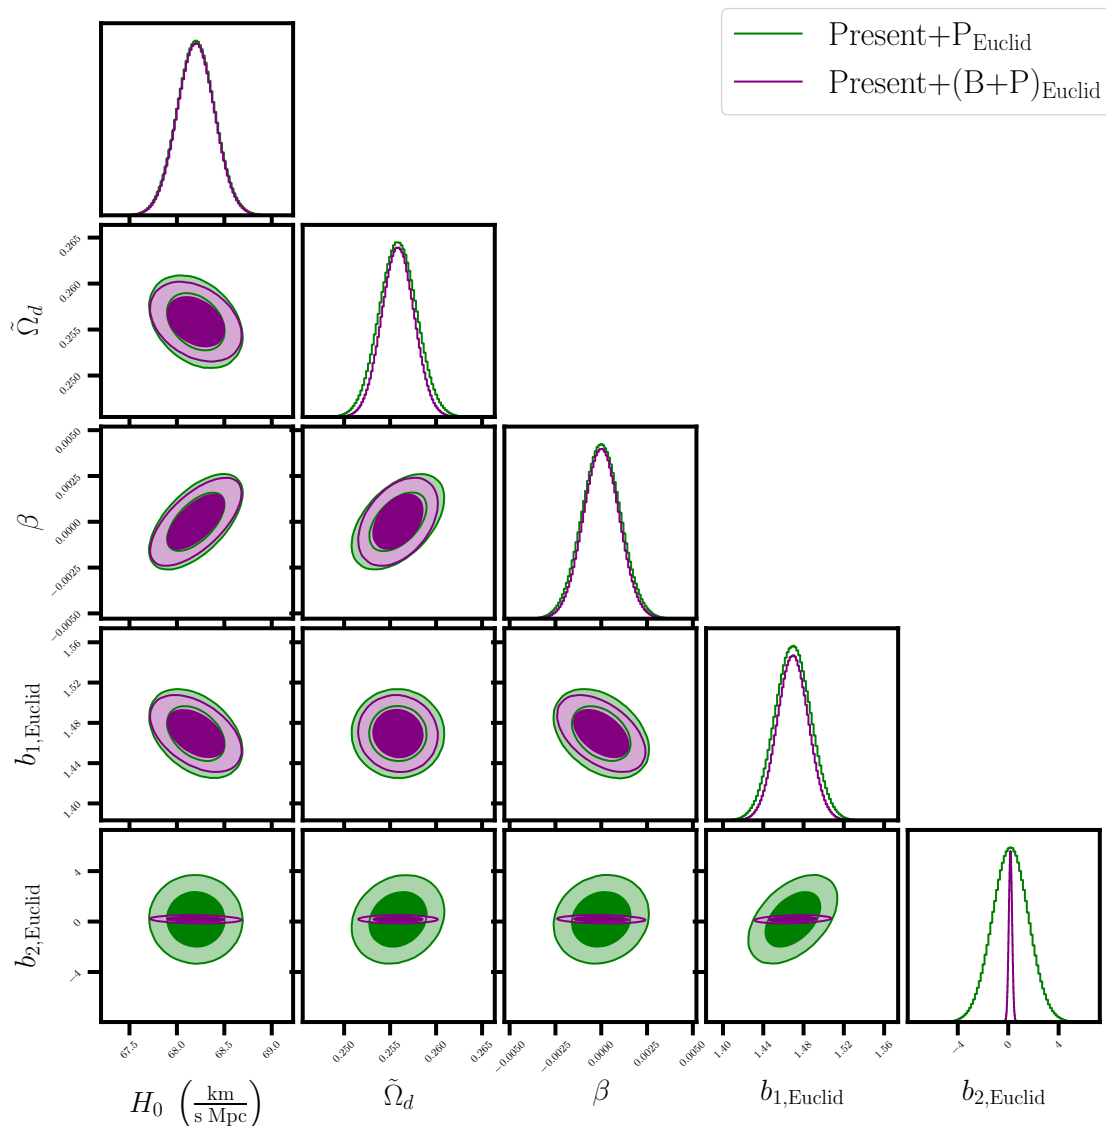 Present+P_Euclid
Present+(B+P)_Euclid
0.265
0.260
0.255
0.250
Ω̃_d
0.0050
0.0025
0.0000
−0.0025
−0.0050
β
1.56
1.52
1.48
1.44
1.40
b_1,Euclid
4
0
−4
b_2,Euclid
67.5 68.0 68.5 69.0
0.250 0.255 0.260 0.265
−0.0050 −0.0025 0.0000 0.0025 0.0050
1.40 1.44 1.48 1.52 1.56
−4 0 4
H_0 (km/s Mpc) Ω̃_d β b_1,Euclid b_2,Euclid